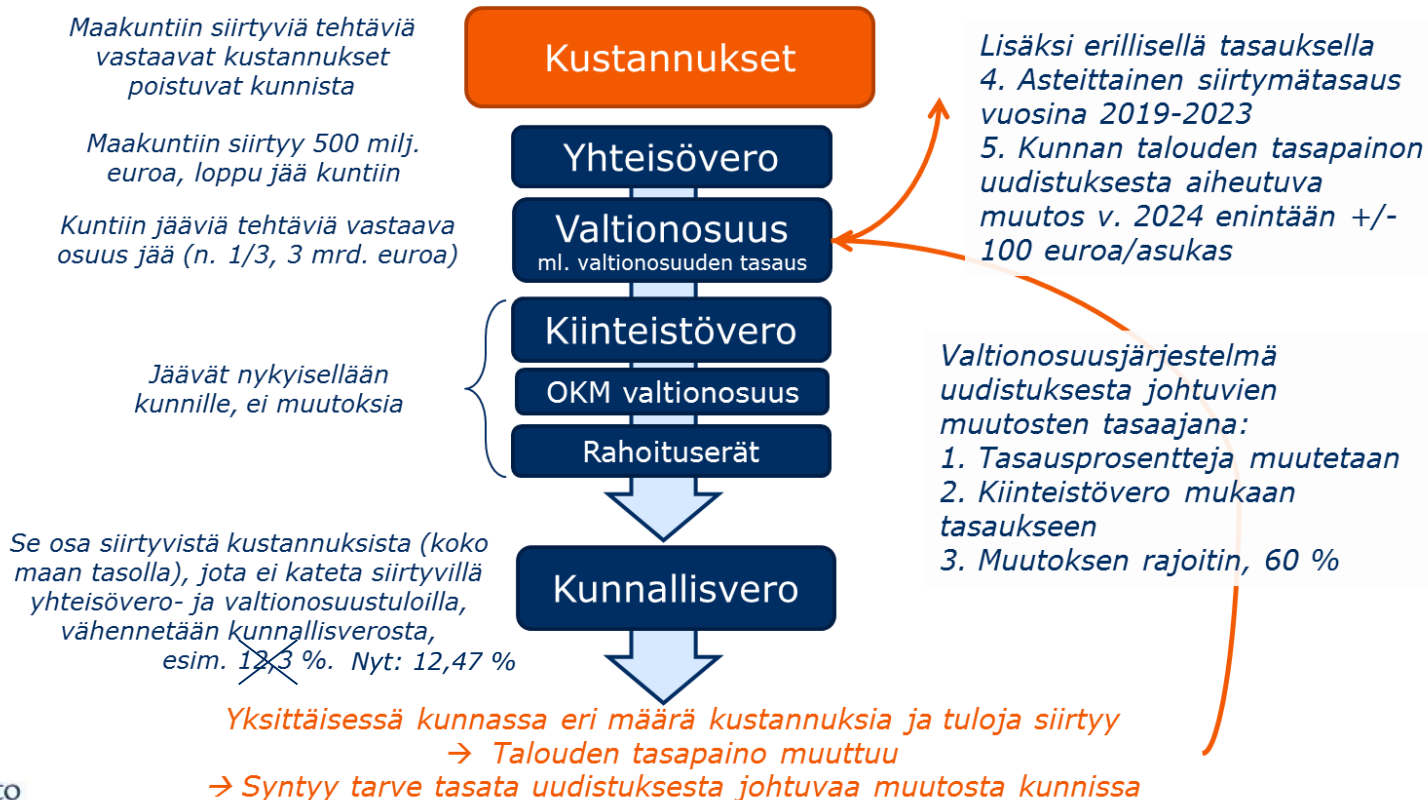 Maakuntiin siirtyviä tehtäviä
vastaavat kustannukset
poistuvat kunnista
Kustannukset
Lisäksi erillisellä tasauksella
4. Asteittainen siirtymätasaus
vuosina 2019-2023
5. Kunnan talouden tasapainon
uudistuksesta aiheutuva
muutos v. 2024 enintään +/-
100 euroa/asukas
Maakuntiin siirtyy 500 milj.
euroa, loppu jää kuntiin
Yhteisövero
Kuntiin jääviä tehtäviä vastaava
osuus jää (n. 1/3, 3 mrd. euroa)
Valtionosuus
ml. valtionosuuden tasaus
Jäävät nykyisellään
kunnille, ei muutoksia
Kiinteistövero
OKM valtionosuus
Rahoituserät
Valtionosuusjärjestelmä
uudistuksesta johtuvien
muutosten tasaajana:
1. Tasausprosentteja muutetaan
2. Kiinteistövero mukaan
tasaukseen
3. Muutoksen rajoitin, 60 %
Se osa siirtyvistä kustannuksista (koko
maan tasolla), jota ei kateta siirtyvillä
yhteisövero- ja valtionosuustuloilla,
vähennetään kunnallisverosta,
esim. 12,3 %. Nyt: 12,47 %
Kunnallisvero
Yksittäisessä kunnassa eri määrä kustannuksia ja tuloja siirtyy
→ Talouden tasapaino muuttuu
→ Syntyy tarve tasata uudistuksesta johtuvaa muutosta kunnissa